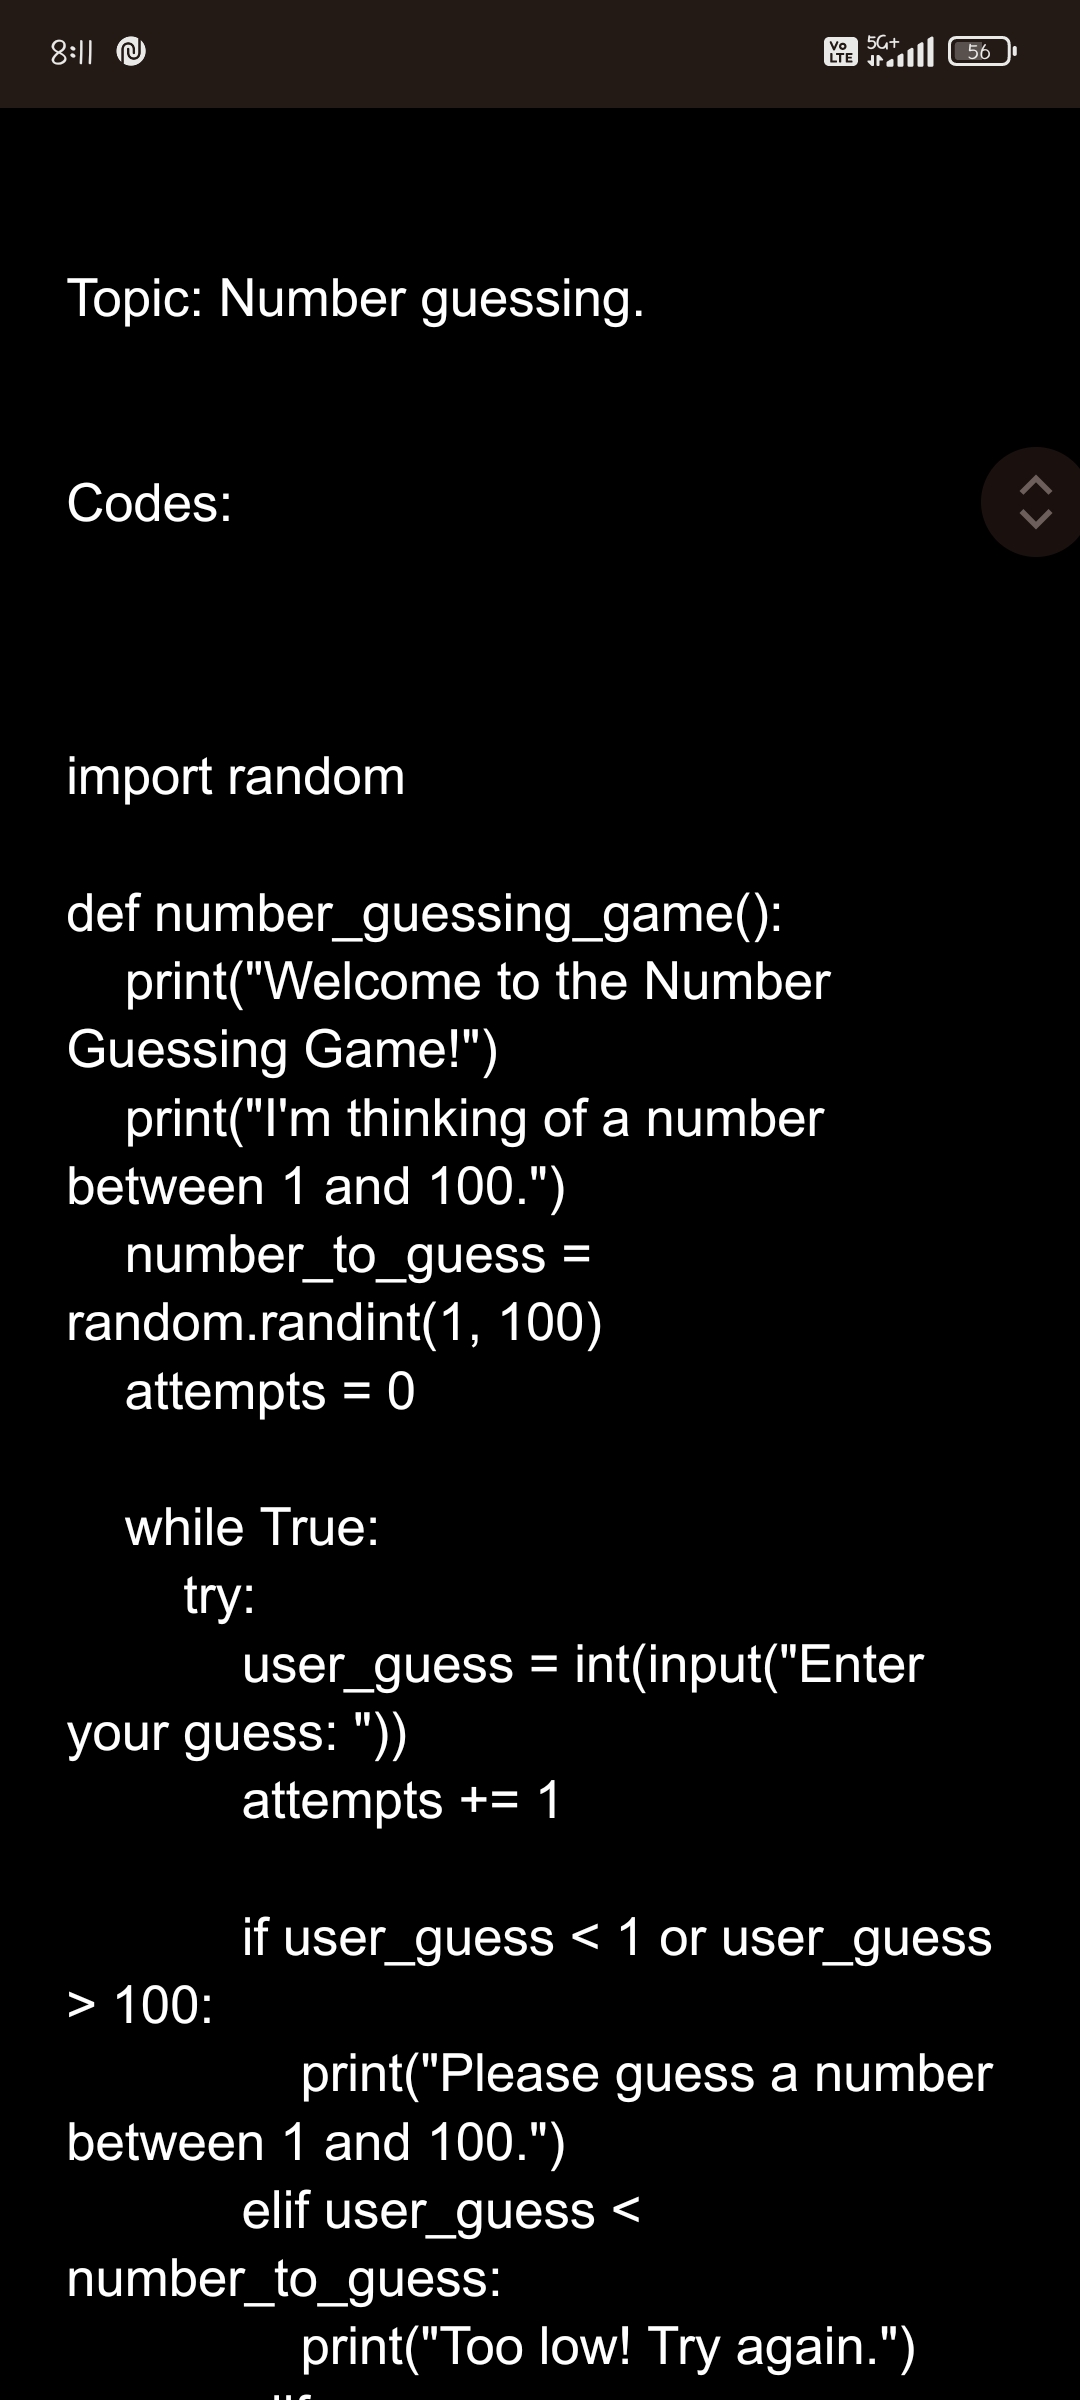 8:11
Vo LTE 5G+ 56
Topic: Number guessing.
Codes:
import random
def number_guessing_game():
    print("Welcome to the Number
Guessing Game!")
    print("I'm thinking of a number
between 1 and 100.")
    number_to_guess =
random.randint(1, 100)
    attempts = 0
    while True:
        try:
            user_guess = int(input("Enter
your guess: "))
            attempts += 1
            if user_guess < 1 or user_guess
> 100:
                print("Please guess a number
between 1 and 100.")
            elif user_guess <
number_to_guess:
                print("Too low! Try again.")